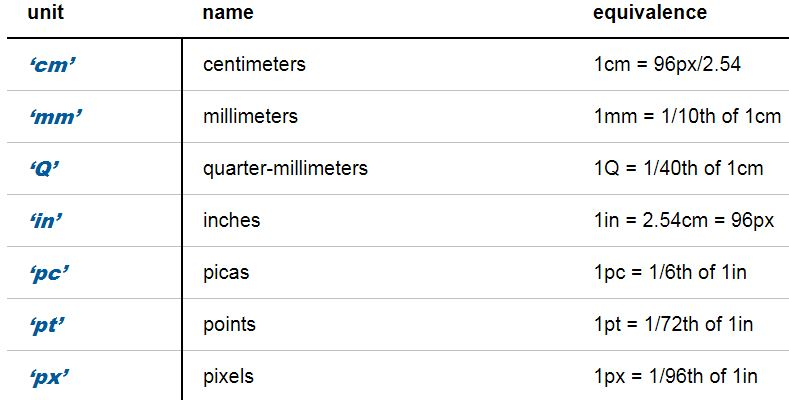 unit name equivalence
‘cm’ centimeters 1cm = 96px/2.54
‘mm’ millimeters 1mm = 1/10th of 1cm
‘Q’ quarter-millimeters 1Q = 1/40th of 1cm
‘in’ inches 1in = 2.54cm = 96px
‘pc’ picas 1pc = 1/6th of 1in
‘pt’ points 1pt = 1/72th of 1in
‘px’ pixels 1px = 1/96th of 1in